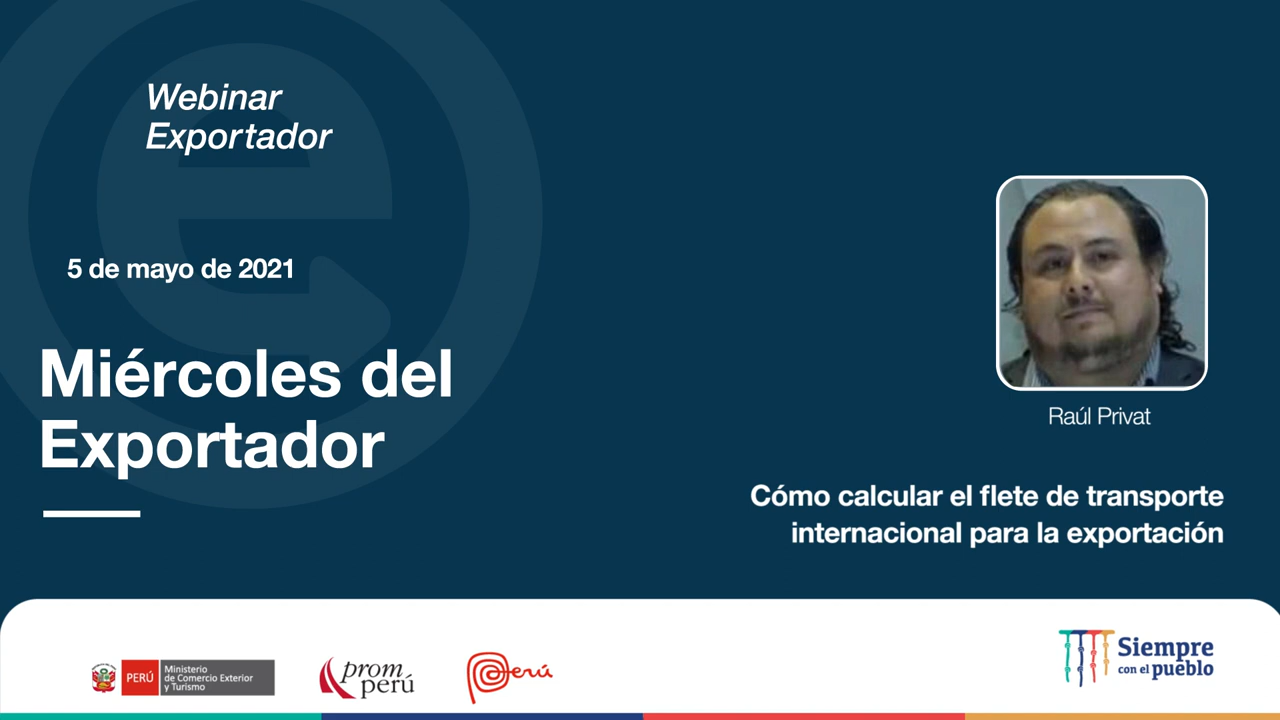 Webinar
Exportador
5 de mayo de 2021
Miércoles del
Exportador
Raúl Privat
Cómo calcular el flete de transporte
internacional para la exportación
PERÚ
Ministerio
de Comercio Exterior
y Turismo
prom
perú
Perú
Siempre
con el pueblo